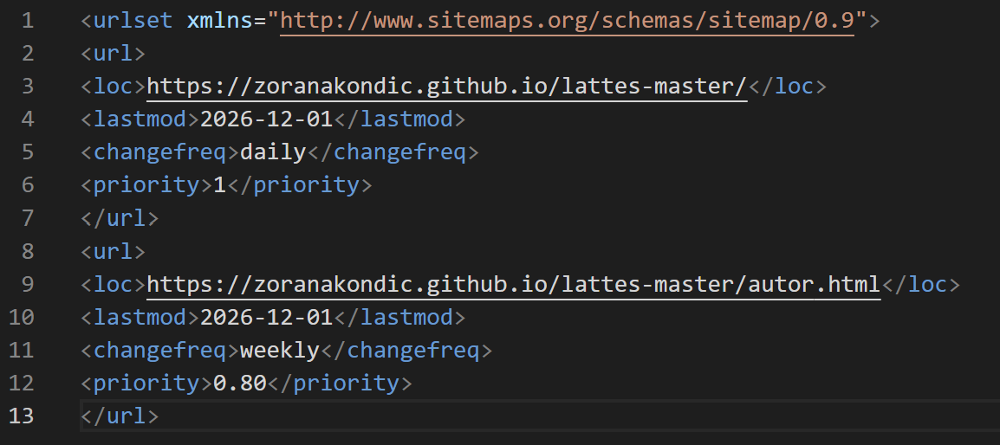 1 <urlset xmlns="http://www.sitemaps.org/schemas/sitemap/0.9">
2 <url>
3 <loc>https://zoranakondic.github.io/lattes-master/</loc>
4 <lastmod>2026-12-01</lastmod>
5 <changefreq>daily</changefreq>
6 <priority>1</priority>
7 </url>
8 <url>
9 <loc>https://zoranakondic.github.io/lattes-master/autor.html</loc>
10 <lastmod>2026-12-01</lastmod>
11 <changefreq>weekly</changefreq>
12 <priority>0.80</priority>
13 </url>